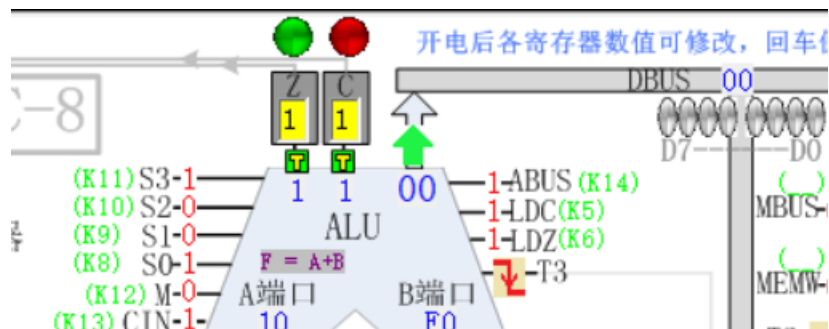 开电后各寄存器数值可修改，回车
DBUS 00
Z C
C-8
1 1
D7 D0
(K11) S3-1 1 1 00 1-ABUS (K14)
(K10) S2-0 1-LDC(K5) MBUS-
(K9) S1-0 ALU 1-LDZ(K6)
(K8) S0-1 F = A+B T3
(K12) M-0 A端口 B端口 MEMW-
(K13) CIN-1- 10 F0